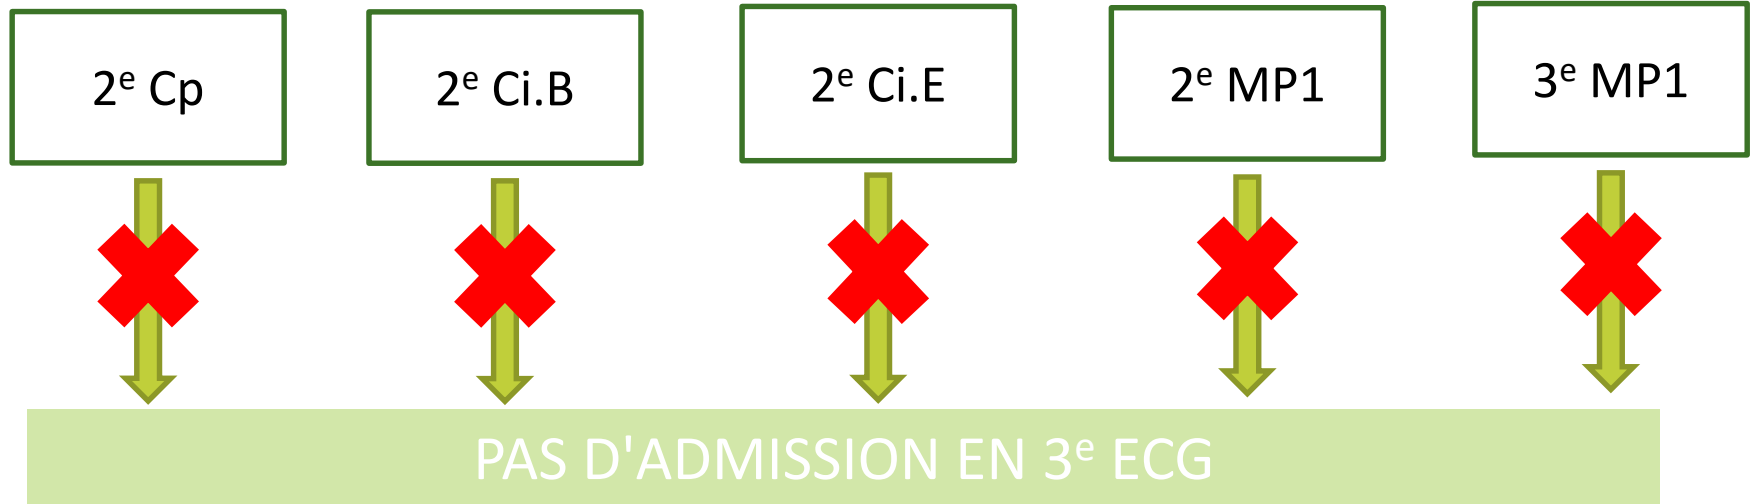 2ᵉ Cp
2ᵉ Ci.B
2ᵉ Ci.E
2ᵉ MP1
3ᵉ MP1
PAS D'ADMISSION EN 3ᵉ ECG